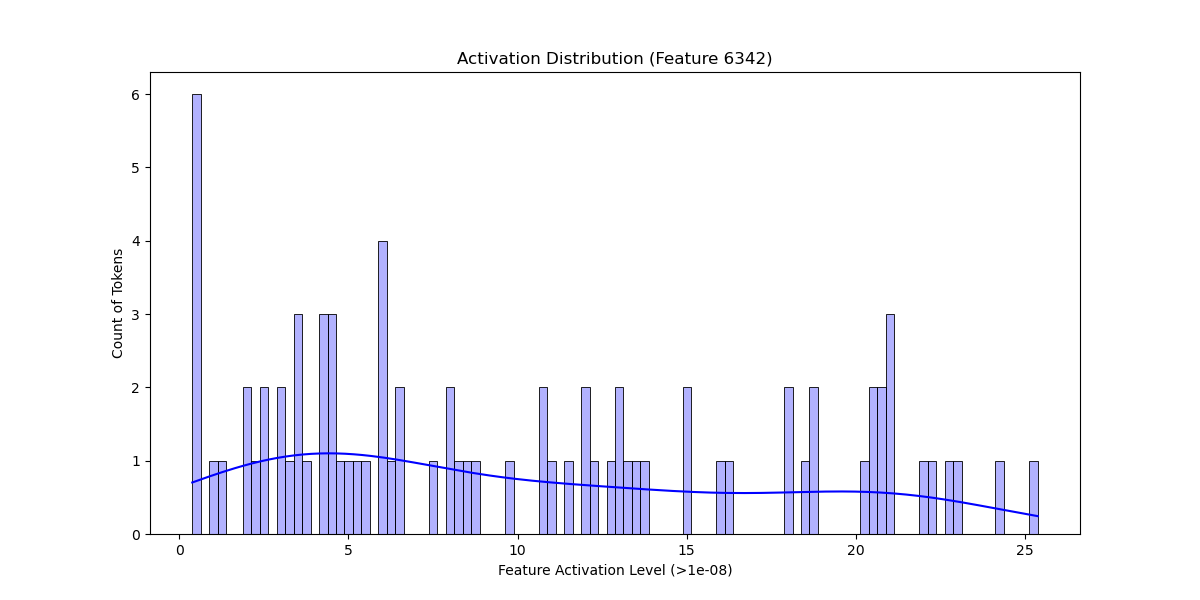 Activation Distribution (Feature 6342)
6
5
4
3
2
1
0
Count of Tokens
0 5 10 15 20 25
Feature Activation Level (>1e-08)